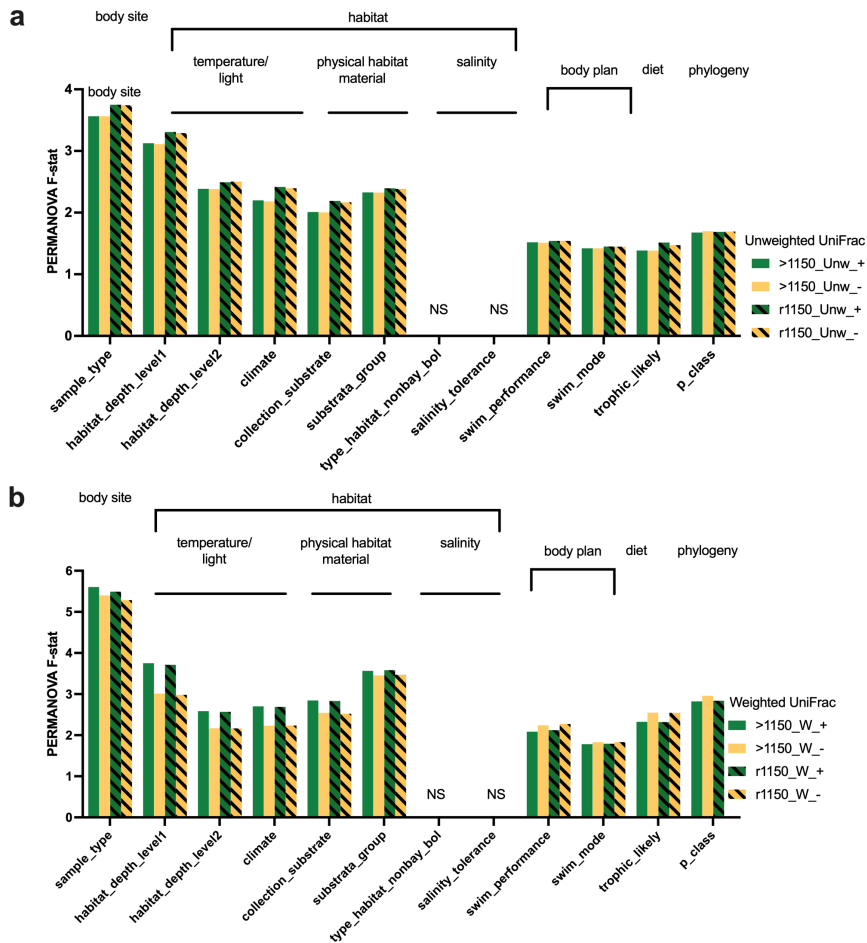 a
body site
habitat
temperature/
light
physical habitat
material
salinity
body plan
diet
phylogeny
body site
PERMANOVA F-stat
4
3
2
1
0
NS
NS
Unweighted UniFrac
>1150_Unw_+
>1150_Unw_-
r1150_Unw_+
r1150_Unw_-
sample_type
habitat_depth_level1
habitat_depth_level2
climate
collection_substrate
substrata_group
type_habitat_nonbay_bol
salinity_tolerance
swim_performance
swim_mode
trophic_likely
p_class
b
body site
habitat
temperature/
light
physical habitat
material
salinity
body plan
diet
phylogeny
PERMANOVA F-stat
6
5
4
3
2
1
0
NS
NS
Weighted UniFrac
>1150_W_+
>1150_W_-
r1150_W_+
r1150_W_-
sample_type
habitat_depth_level1
habitat_depth_level2
climate
collection_substrate
substrata_group
type_habitat_nonbay_bol
salinity_tolerance
swim_performance
swim_mode
trophic_likely
p_class